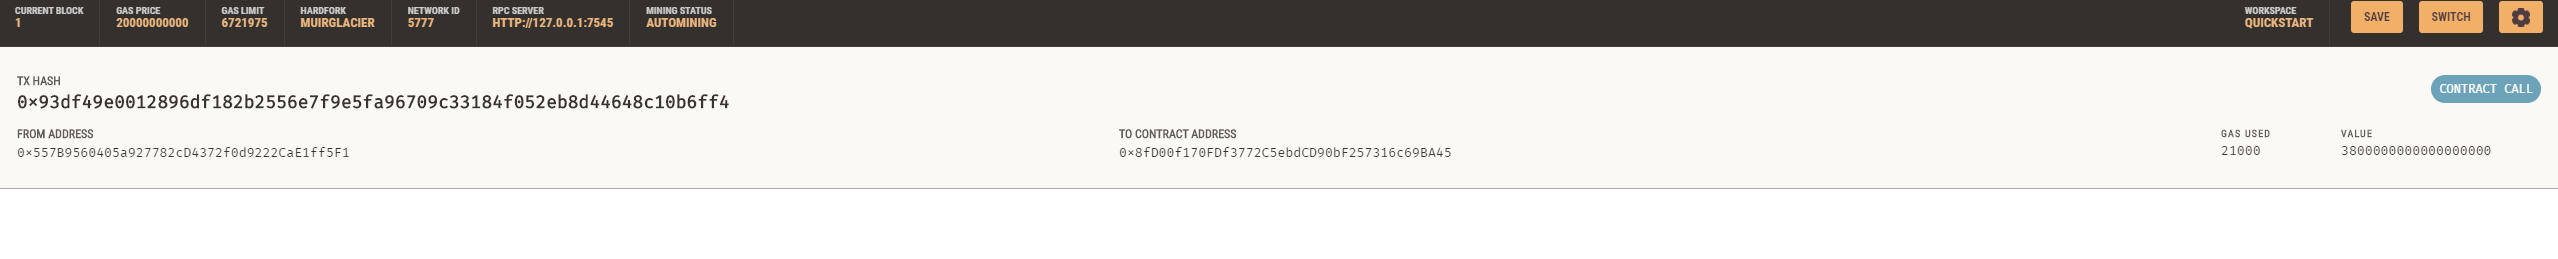 CURRENT BLOCK GAS PRICE GAS LIMIT HARDFORK NETWORK ID RPC SERVER MINING STATUS WORKSPACE
1 20000000000 6721975 MUIRGLACIER 5777 HTTP://127.0.0.1:7545 AUTOMINING QUICKSTART SAVE SWITCH
TX HASH
0×93df49e0012896df182b2556e7f9e5fa96709c33184f052eb8d44648c10b6ff4 CONTRACT CALL
FROM ADDRESS TO CONTRACT ADDRESS GAS USED VALUE
0×557B9560405a927782cD4372f0d9222CaE1ff5F1 0×8fD00f170FDf3772C5ebdCD90bF257316c69BA45 21000 3800000000000000000